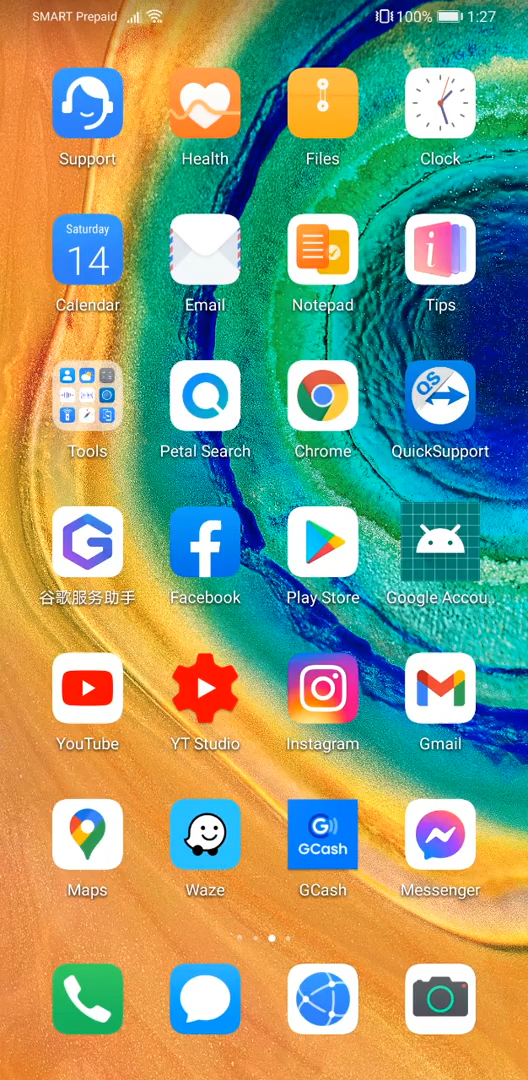 SMART Prepaid 100% 1:27
Support Health Files Clock
Saturday
14
Calendar Email Notepad Tips
QS
Tools Petal Search Chrome QuickSupport
谷歌服务助手 Facebook Play Store Google Accou...
YouTube YT Studio Instagram Gmail
G
GCash
Maps Waze GCash Messenger